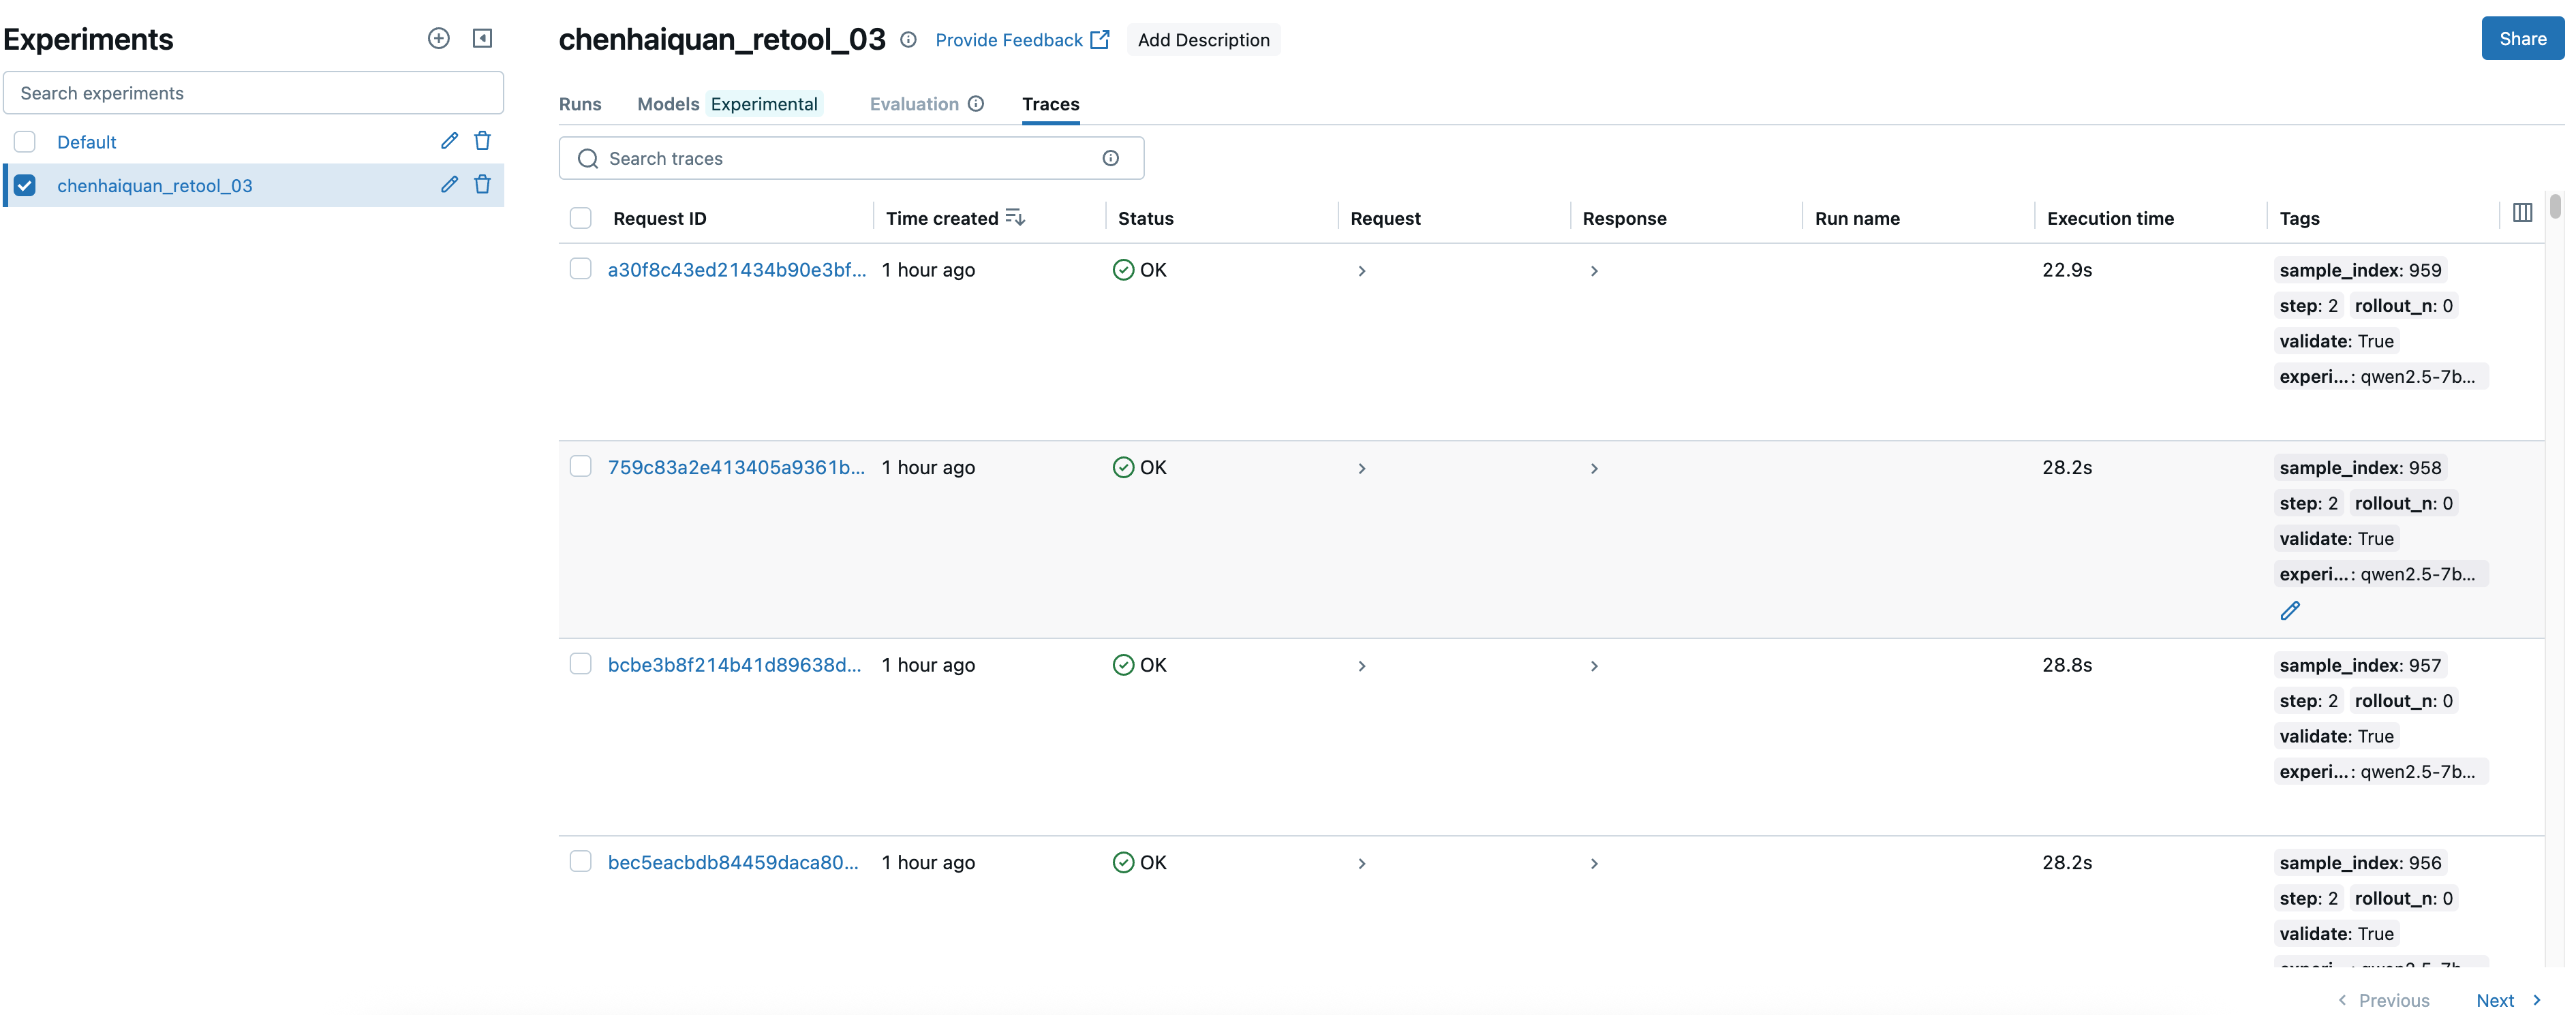 Experiments
Search experiments
Default
chenhaiquan_retool_03
chenhaiquan_retool_03 Provide Feedback Add Description
Share
Runs Models Experimental Evaluation Traces
Search traces
Request ID Time created Status Request Response Run name Execution time Tags
a30f8c43ed21434b90e3bf... 1 hour ago OK 22.9s sample_index: 959
step: 2 rollout_n: 0
validate: True
experi...: qwen2.5-7b...
759c83a2e413405a9361b... 1 hour ago OK 28.2s sample_index: 958
step: 2 rollout_n: 0
validate: True
experi...: qwen2.5-7b...
bcbe3b8f214b41d89638d... 1 hour ago OK 28.8s sample_index: 957
step: 2 rollout_n: 0
validate: True
experi...: qwen2.5-7b...
bec5eacbdb84459daca80... 1 hour ago OK 28.2s sample_index: 956
step: 2 rollout_n: 0
validate: True
Previous Next